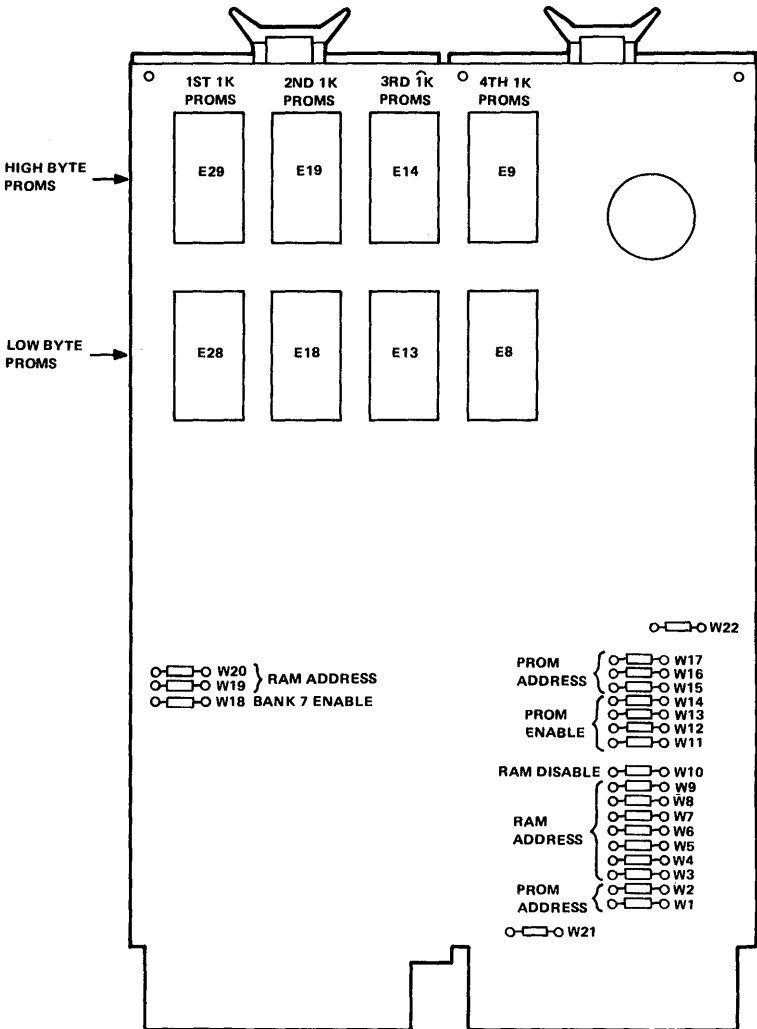 1ST 1K PROMS
2ND 1K PROMS
3RD 1K PROMS
4TH 1K PROMS
HIGH BYTE PROMS
E29
E19
E14
E9
LOW BYTE PROMS
E28
E18
E13
E8
W22
W20
W19
RAM ADDRESS
W18 BANK 7 ENABLE
PROM ADDRESS
W17
W16
W15
PROM ENABLE
W14
W13
W12
W11
RAM DISABLE
W10
RAM ADDRESS
W9
W8
W7
W6
W5
W4
W3
PROM ADDRESS
W2
W1
W21